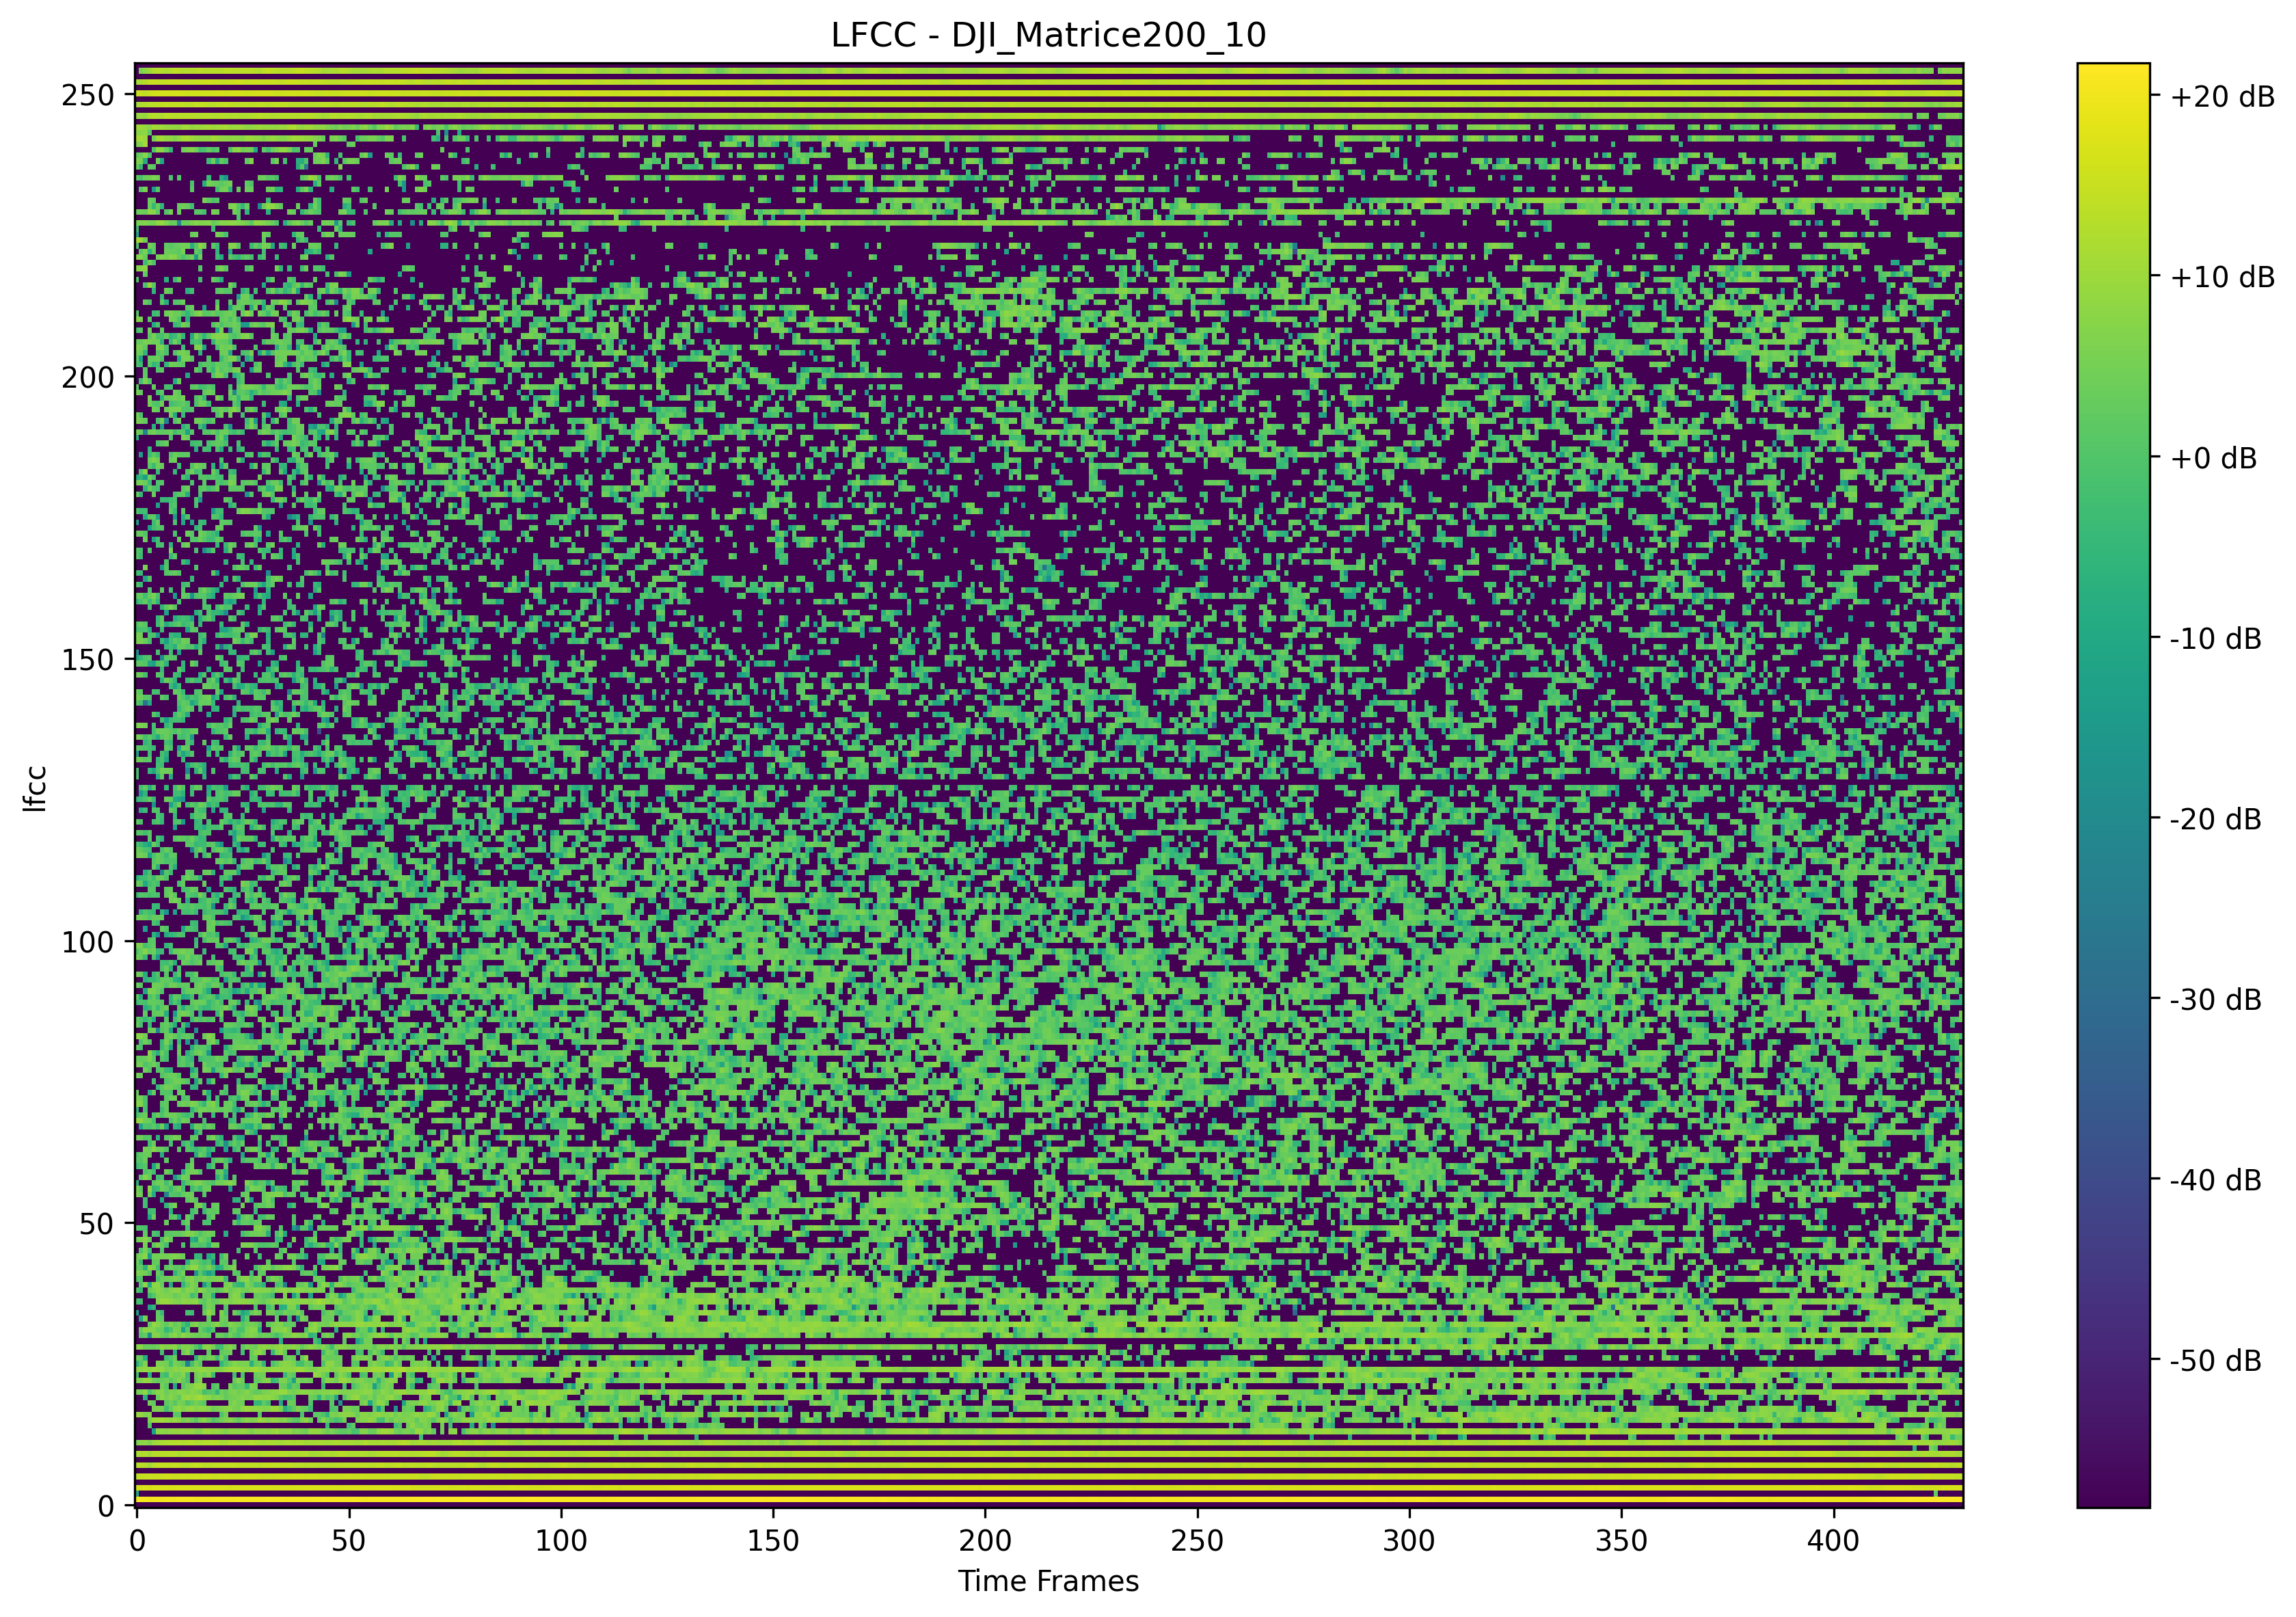 LFCC - DJI_Matrice200_10
250
200
150
100
50
0
lfcc
0 50 100 150 200 250 300 350 400
Time Frames
+20 dB
+10 dB
+0 dB
-10 dB
-20 dB
-30 dB
-40 dB
-50 dB